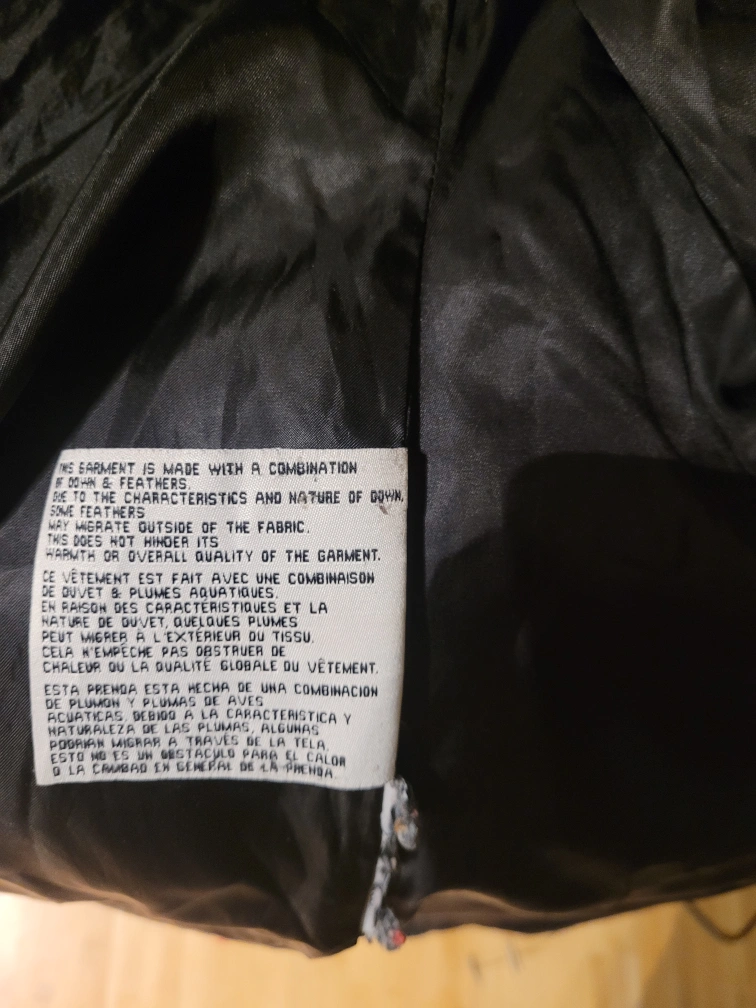 THIS GARMENT IS MADE WITH A COMBINATION
OF DOWN & FEATHERS.
DUE TO THE CHARACTERISTICS AND NATURE OF DOWN,
SOME FEATHERS
MAY MIGRATE OUTSIDE OF THE FABRIC.
THIS DOES NOT HINDER ITS
WARMTH OR OVERALL QUALITY OF THE GARMENT.
CE VÊTEMENT EST FAIT AVEC UNE COMBINAISON
DE DUVET & PLUMES AQUATIQUES.
EN RAISON DES CARACTÉRISTIQUES ET LA
NATURE DE DUVET, QUELQUES PLUMES
PEUT MIGRER À L'EXTÉRIEUR DU TISSU.
CELA N'EMPÊCHE PAS OBSTRUER DE
CHALEUR OU LA QUALITÉ GLOBALE DU VÊTEMENT.
ESTA PRENDA ESTA HECHA DE UNA COMBINACION
DE PLUMON Y PLUMAS DE AVES
ACUATICAS, DEBIDO A LA CARACTERISTICA Y
NATURALEZA DE LAS PLUMAS, ALGUNAS
PODRIAN MIGRAR A TRAVÉS DE LA TELA.
ESTO NO ES UN OBSTACULO PARA EL CALOR
O LA CALIDAD EN GENERAL DE LA PRENDA